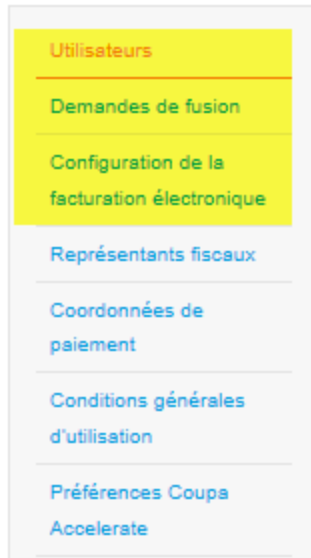 Utilisateurs
Demandes de fusion
Configuration de la
facturation électronique
Représentants fiscaux
Coordonnées de
paiement
Conditions générales
d'utilisation
Préférences Coupa
Accelerate